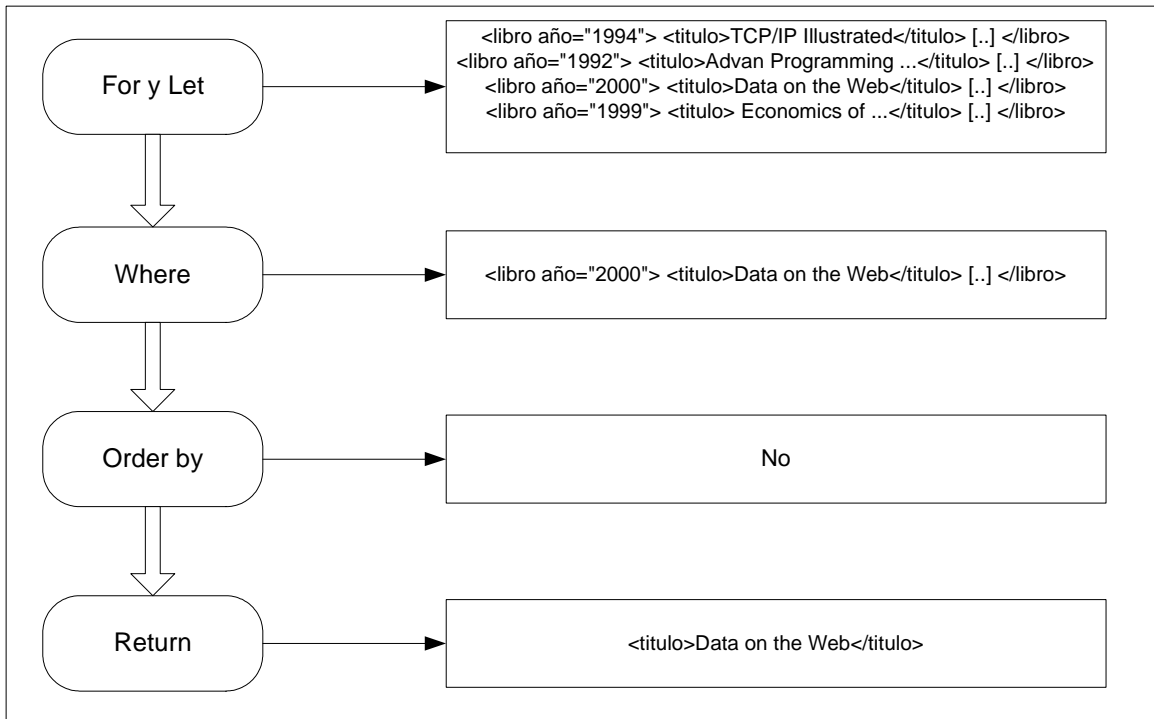 For y Let
<libro año="1994"> <titulo>TCP/IP Illustrated</titulo> [..] </libro>
<libro año="1992"> <titulo>Advan Programming ...</titulo> [..] </libro>
<libro año="2000"> <titulo>Data on the Web</titulo> [..] </libro>
<libro año="1999"> <titulo> Economics of ...</titulo> [..] </libro>
Where
<libro año="2000"> <titulo>Data on the Web</titulo> [..] </libro>
Order by
No
Return
<titulo>Data on the Web</titulo>